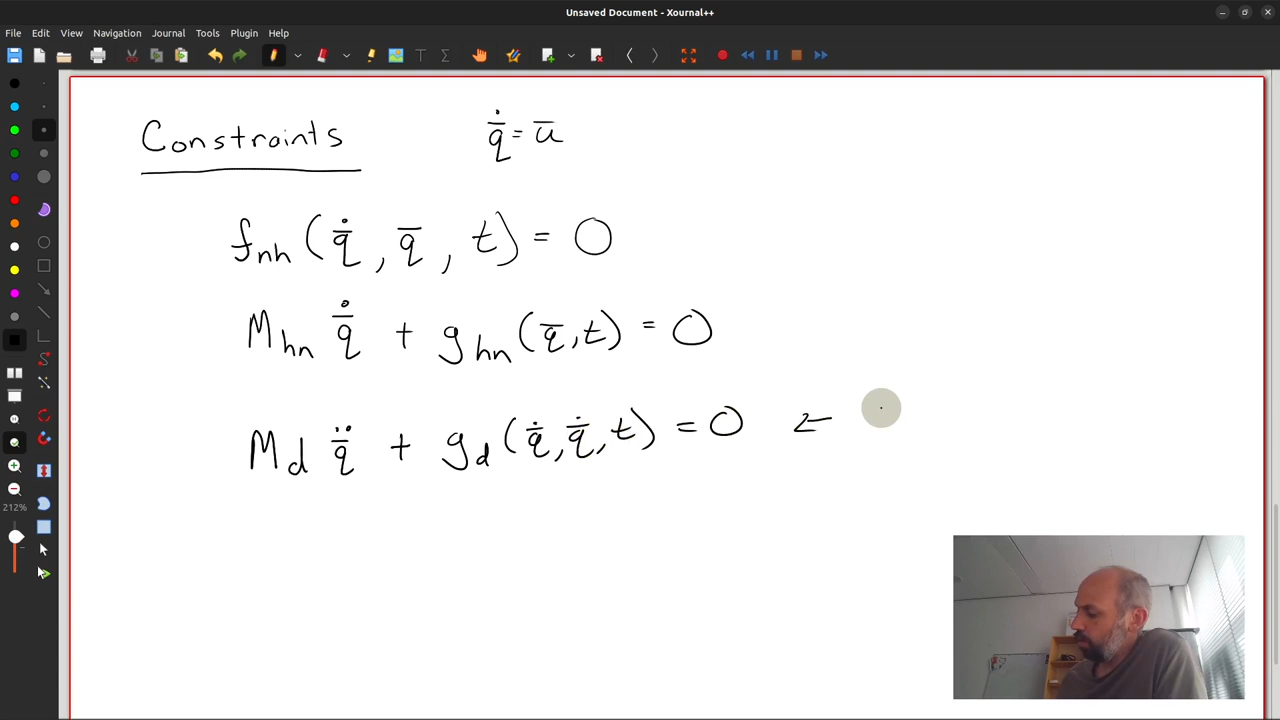 Unsaved Document - Xournal++
File Edit View Navigation Journal Tools Plugin Help
Constraints q̇̄ = ū
f_nh(q̇̄, q̄, t) = 0
M_hn q̇̄ + g_hn(q̄, t) = 0
M_d q̈̄ + g_d(q̇̄, q̇̄, t) = 0 ←
212%